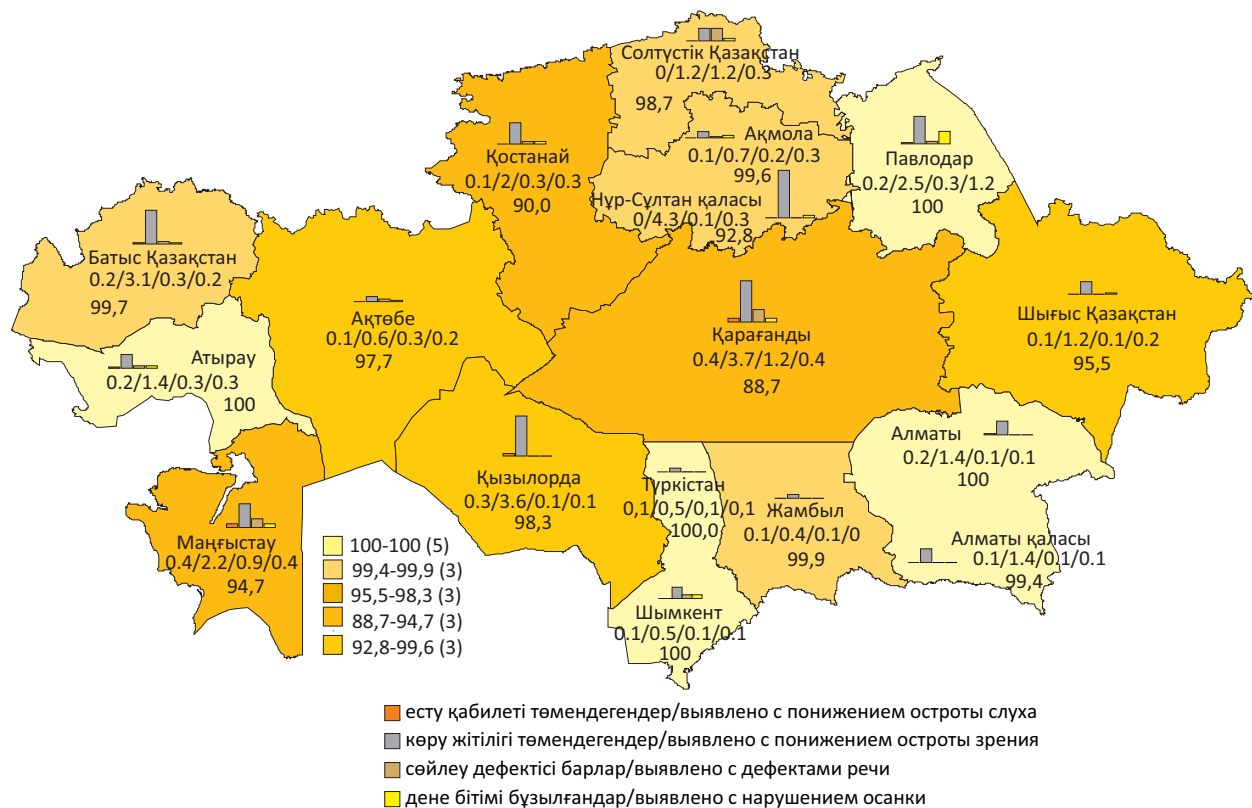 Солтүстік Қазақстан
0/1.2/1.2/0.3
98,7
Ақмола
0.1/0.7/0.2/0.3
99,6
Қостанай
0.1/2/0.3/0.3
90,0
Павлодар
0.2/2.5/0.3/1.2
100
Нұр-Сұлтан қаласы
0/4.3/0.1/0.3
92,8
Батыс Қазақстан
0.2/3.1/0.3/0.2
99,7
Ақтөбе
0.1/0.6/0.3/0.2
97,7
Қарағанды
0.4/3.7/1.2/0.4
88,7
Шығыс Қазақстан
0.1/1.2/0.1/0.2
95,5
Атырау
0.2/1.4/0.3/0.3
100
Қызылорда
0.3/3.6/0.1/0.1
98,3
Түркістан
0,1/0,5/0,1/0,1
100,0
Жамбыл
0.1/0.4/0.1/0
99,9
Алматы
0.2/1.4/0.1/0.1
100
Алматы қаласы
0.1/1.4/0.1/0.1
99,4
Маңғыстау
0.4/2.2/0.9/0.4
94,7
Шымкент
0.1/0.5/0.1/0.1
100
100-100 (5)
99,4-99,9 (3)
95,5-98,3 (3)
88,7-94,7 (3)
92,8-99,6 (3)
есту қабилеті төмендегендер/выявлено с понижением остроты слуха
көру жітілігі төмендегендер/выявлено с понижением остроты зрения
сөйлеу дефектісі барлар/выявлено с дефектами речи
дене бітімі бұзылғандар/выявлено с нарушением осанки